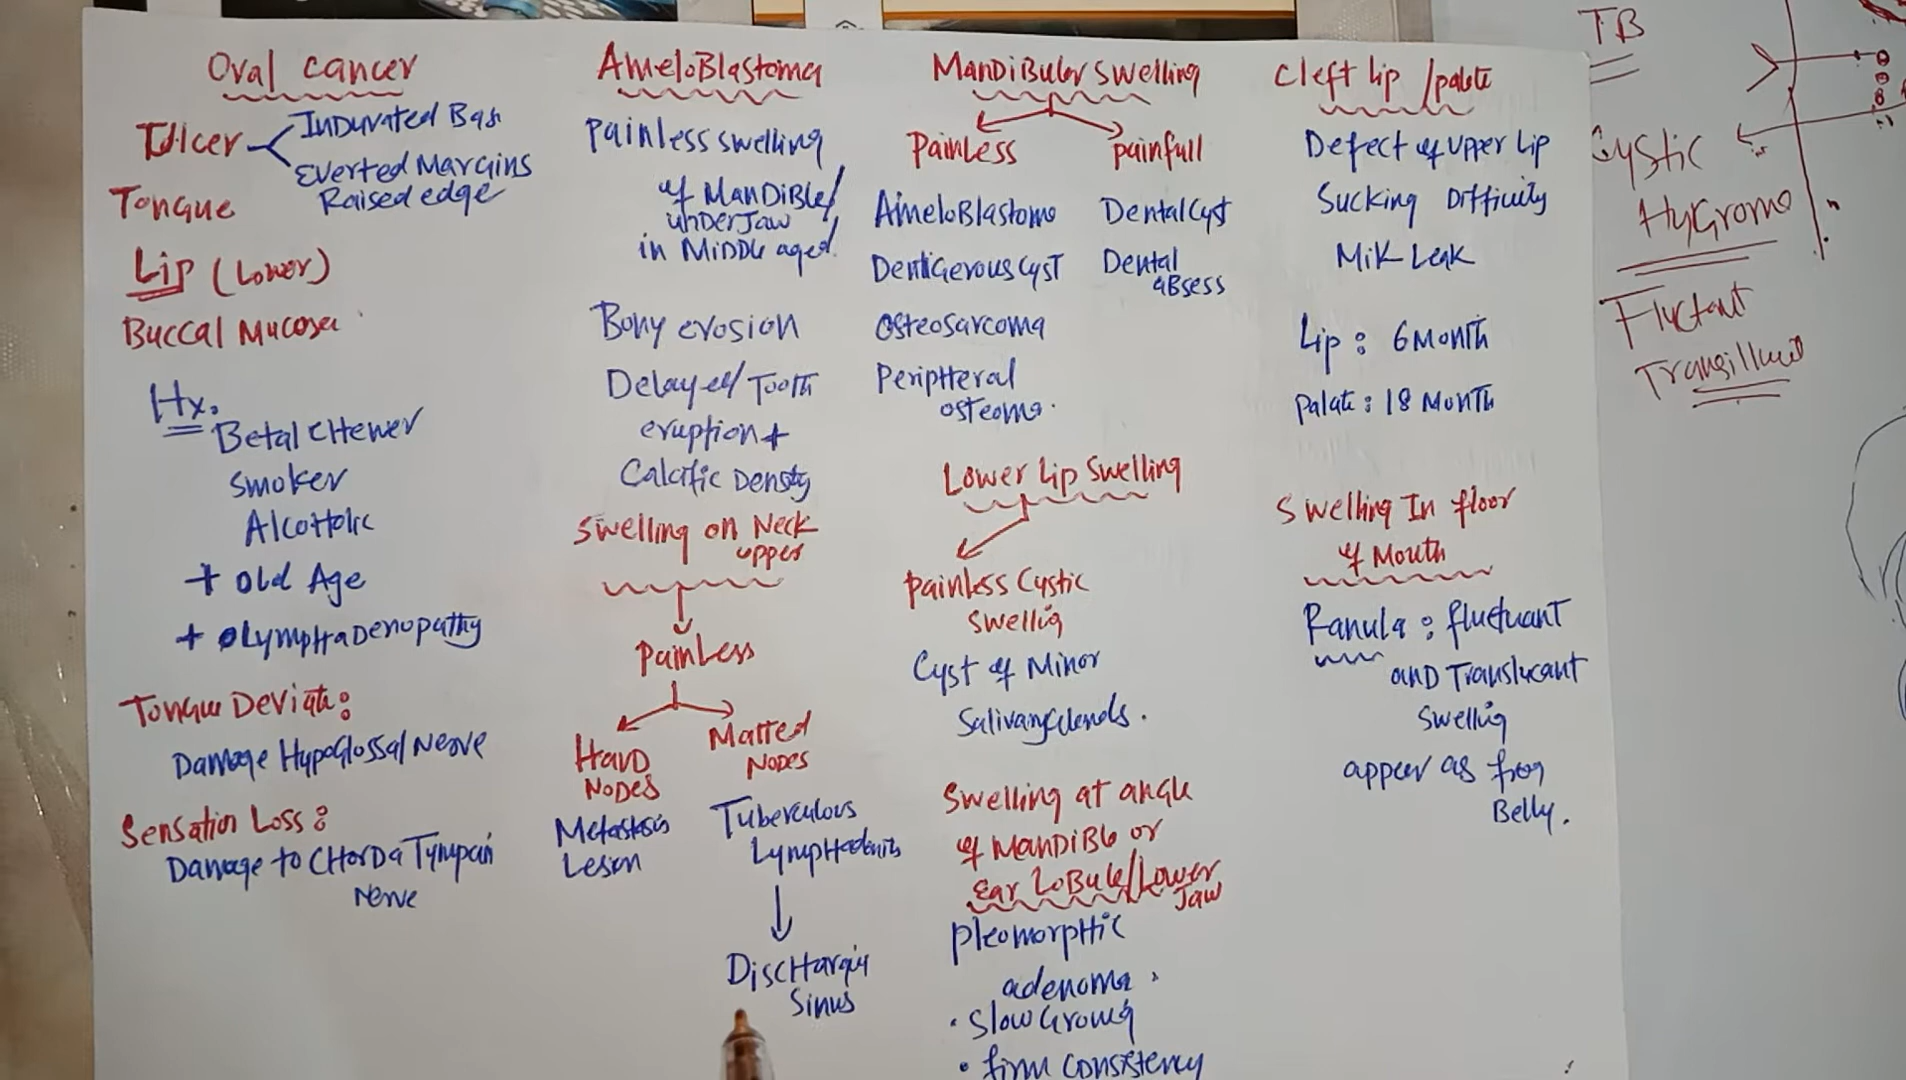 Oral cancer
Ulcer
Indurated Base
Everted Margins
Raised edge
Tongue
Lip (Lower)
Buccal Mucosa
Hx.
Betal CHewer
Smoker
AlcoHolic
+ Old Age
+ LympHaDenopathy
Tongue Deviate:
Damage HypoGlossal Nerve
Sensation Loss:
Damage to CHorDa Tympani
nerve
AmeloBlastoma
Painless swelling
of ManDiBle/
under Jaw
in MiDDle aged.
Bony erosion
Delayed/Tooth
eruption +
Calcific Density
Swelling on Neck
upper
Painless
HarD
NoDes
Metastasis
Lesion
Matted
NoDes
Tuberculous
LympHadenitis
DiscHarging
Sinus
ManDiBular Swelling
Painless
painfull
AmeloBlastoma
DentiGerous Cyst
Osteosarcoma
PeripHeral
osteoma.
Dental Cyst
Dental
aBsess
Lower Lip Swelling
Painless Cystic
Swelling
Cyst of Minor
Salivary Glands.
Swelling at angle
of ManDiBle or
Ear LoBule/Lower
Jaw
PleomorpHic
adenoma.
• Slow Growing
• firm consistency
Cleft Lip/palate
Defect of Upper Lip
Sucking Difficulty
Milk Leak
Lip: 6 Month
Palate: 18 Month
Swelling In floor
of Mouth
Ranula: fluctuant
anD Translucant
Swelling
appear as frog
Belly.
TB
Cystic
HyGroma
Fluctant